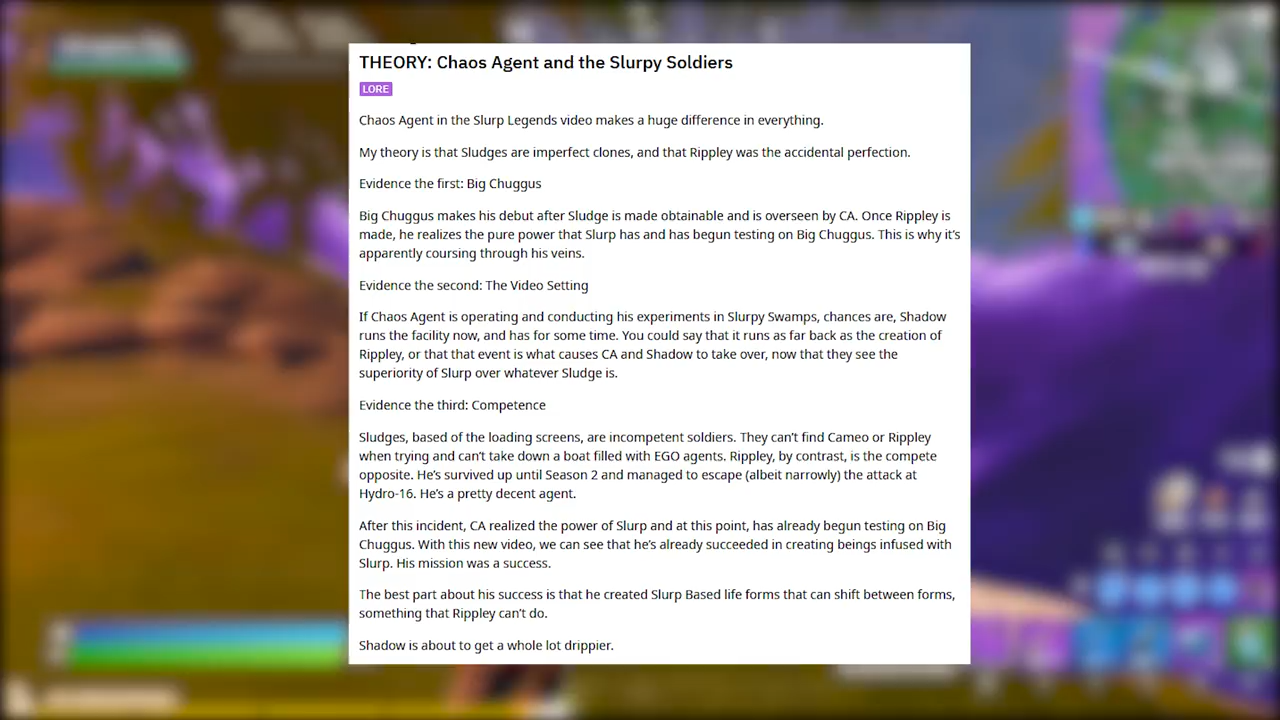 THEORY: Chaos Agent and the Slurpy Soldiers
LORE
Chaos Agent in the Slurp Legends video makes a huge difference in everything.
My theory is that Sludges are imperfect clones, and that Rippley was the accidental perfection.
Evidence the first: Big Chuggus
Big Chuggus makes his debut after Sludge is made obtainable and is overseen by CA. Once Rippley is
made, he realizes the pure power that Slurp has and has begun testing on Big Chuggus. This is why it's
apparently coursing through his veins.
Evidence the second: The Video Setting
If Chaos Agent is operating and conducting his experiments in Slurpy Swamps, chances are, Shadow
runs the facility now, and has for some time. You could say that it runs as far back as the creation of
Rippley, or that that event is what causes CA and Shadow to take over, now that they see the
superiority of Slurp over whatever Sludge is.
Evidence the third: Competence
Sludges, based of the loading screens, are incompetent soldiers. They can't find Cameo or Rippley
when trying and can't take down a boat filled with EGO agents. Rippley, by contrast, is the compete
opposite. He's survived up until Season 2 and managed to escape (albeit narrowly) the attack at
Hydro-16. He's a pretty decent agent.
After this incident, CA realized the power of Slurp and at this point, has already begun testing on Big
Chuggus. With this new video, we can see that he's already succeeded in creating beings infused with
Slurp. His mission was a success.
The best part about his success is that he created Slurp Based life forms that can shift between forms,
something that Rippley can't do.
Shadow is about to get a whole lot drippier.